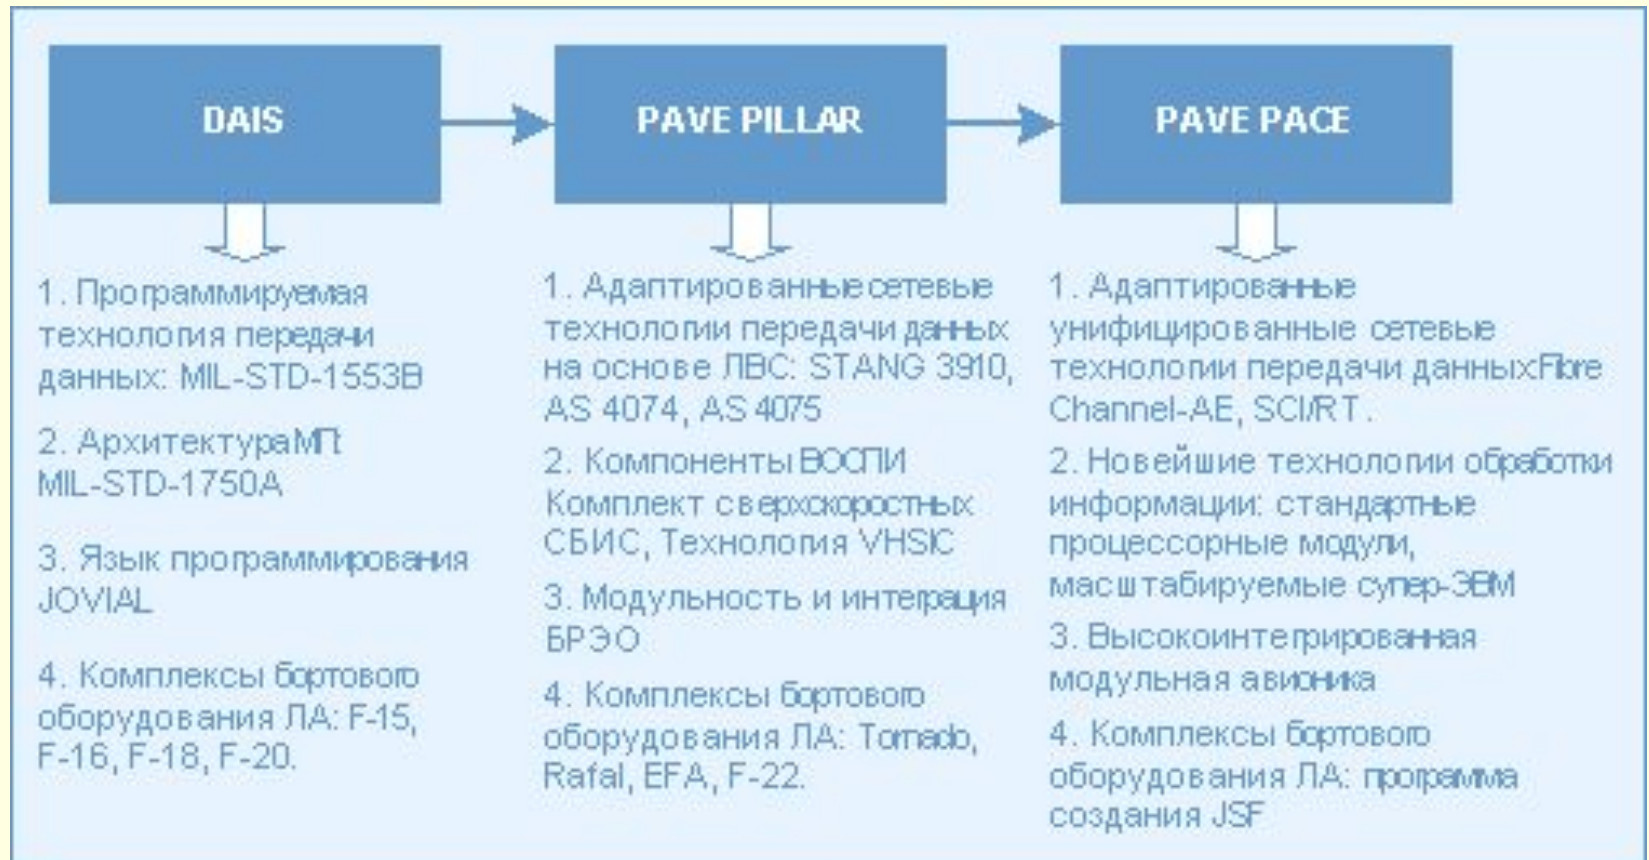 DAIS
PAVE PILLAR
PAVE PACE
1. Программируемая
технология передачи
данных: MIL-STD-1553B
2. Архитектура МП:
MIL-STD-1750A
3. Язык программирования
JOVIAL
4. Комплексы бортового
оборудования ЛА: F-15,
F-16, F-18, F-20.
1. Адаптированные сетевые
технологии передачи данных
на основе ЛВС: STANG 3910,
AS 4074, AS 4075
2. Компоненты ВОСПИ
Комплект сверхскоростных
СБИС, Технология VHSIC
3. Модульность и интеграция
БРЭО
4. Комплексы бортового
оборудования ЛА: Tornado,
Rafal, EFA, F-22.
1. Адаптированные
унифицированные сетевые
технологии передачи данных Fibre
Channel-AE, SCI/RT.
2. Новейшие технологии обработки
информации: стандартные
процессорные модули,
масштабируемые супер-ЭВМ
3. Высокоинтегрированная
модульная авионика
4. Комплексы бортового
оборудования ЛА: программа
создания JSF